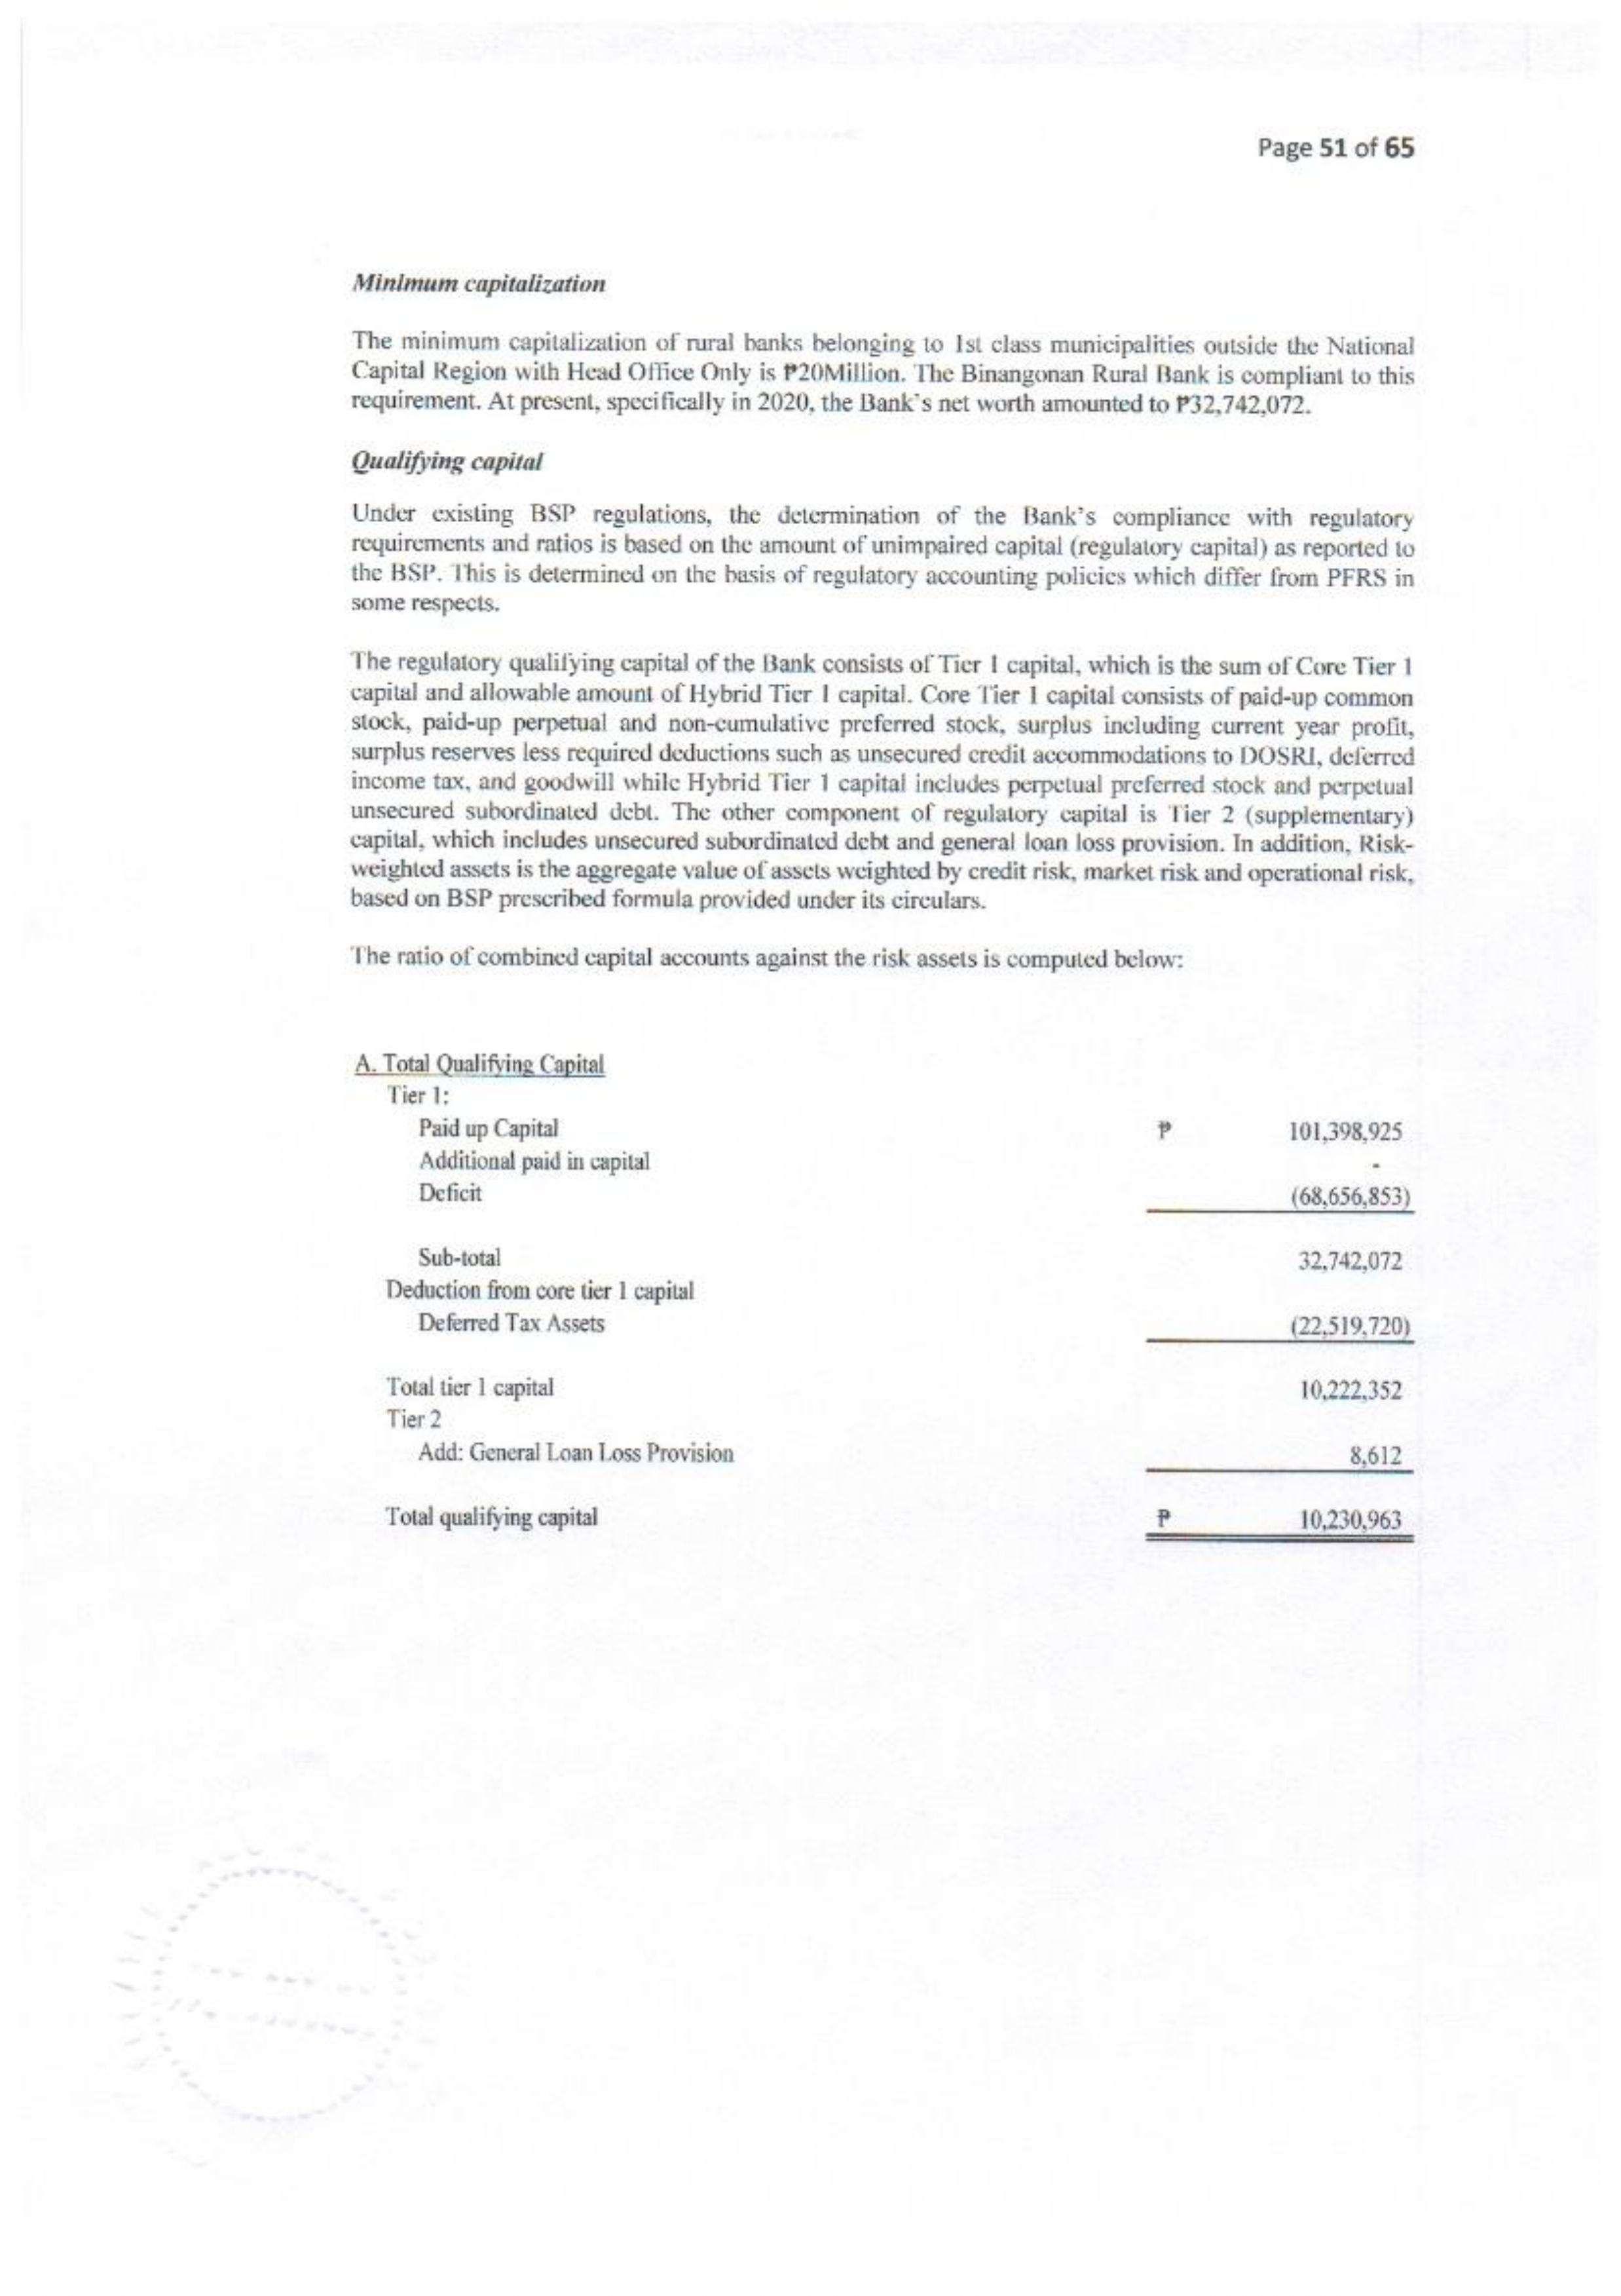 Page 51 of 65
Minimum capitalization
The minimum capitalization of rural banks belonging to 1st class municipalities outside the National
Capital Region with Head Office Only is ₱20Million. The Binangonan Rural Bank is compliant to this
requirement. At present, specifically in 2020, the Bank's net worth amounted to ₱32,742,072.
Qualifying capital
Under existing BSP regulations, the determination of the Bank's compliance with regulatory
requirements and ratios is based on the amount of unimpaired capital (regulatory capital) as reported to
the BSP. This is determined on the basis of regulatory accounting policies which differ from PFRS in
some respects.
The regulatory qualifying capital of the Bank consists of Tier 1 capital, which is the sum of Core Tier 1
capital and allowable amount of Hybrid Tier 1 capital. Core Tier 1 capital consists of paid-up common
stock, paid-up perpetual and non-cumulative preferred stock, surplus including current year profit,
surplus reserves less required deductions such as unsecured credit accommodations to DOSRI, deferred
income tax, and goodwill while Hybrid Tier 1 capital includes perpetual preferred stock and perpetual
unsecured subordinated debt. The other component of regulatory capital is Tier 2 (supplementary)
capital, which includes unsecured subordinated debt and general loan loss provision. In addition, Risk-
weighted assets is the aggregate value of assets weighted by credit risk, market risk and operational risk,
based on BSP prescribed formula provided under its circulars.
The ratio of combined capital accounts against the risk assets is computed below:
A. Total Qualifying Capital
Tier 1:
Paid up Capital ₱ 101,398,925
Additional paid in capital -
Deficit (68,656,853)
Sub-total 32,742,072
Deduction from core tier 1 capital
Deferred Tax Assets (22,519,720)
Total tier 1 capital 10,222,352
Tier 2
Add: General Loan Loss Provision 8,612
Total qualifying capital ₱ 10,230,963